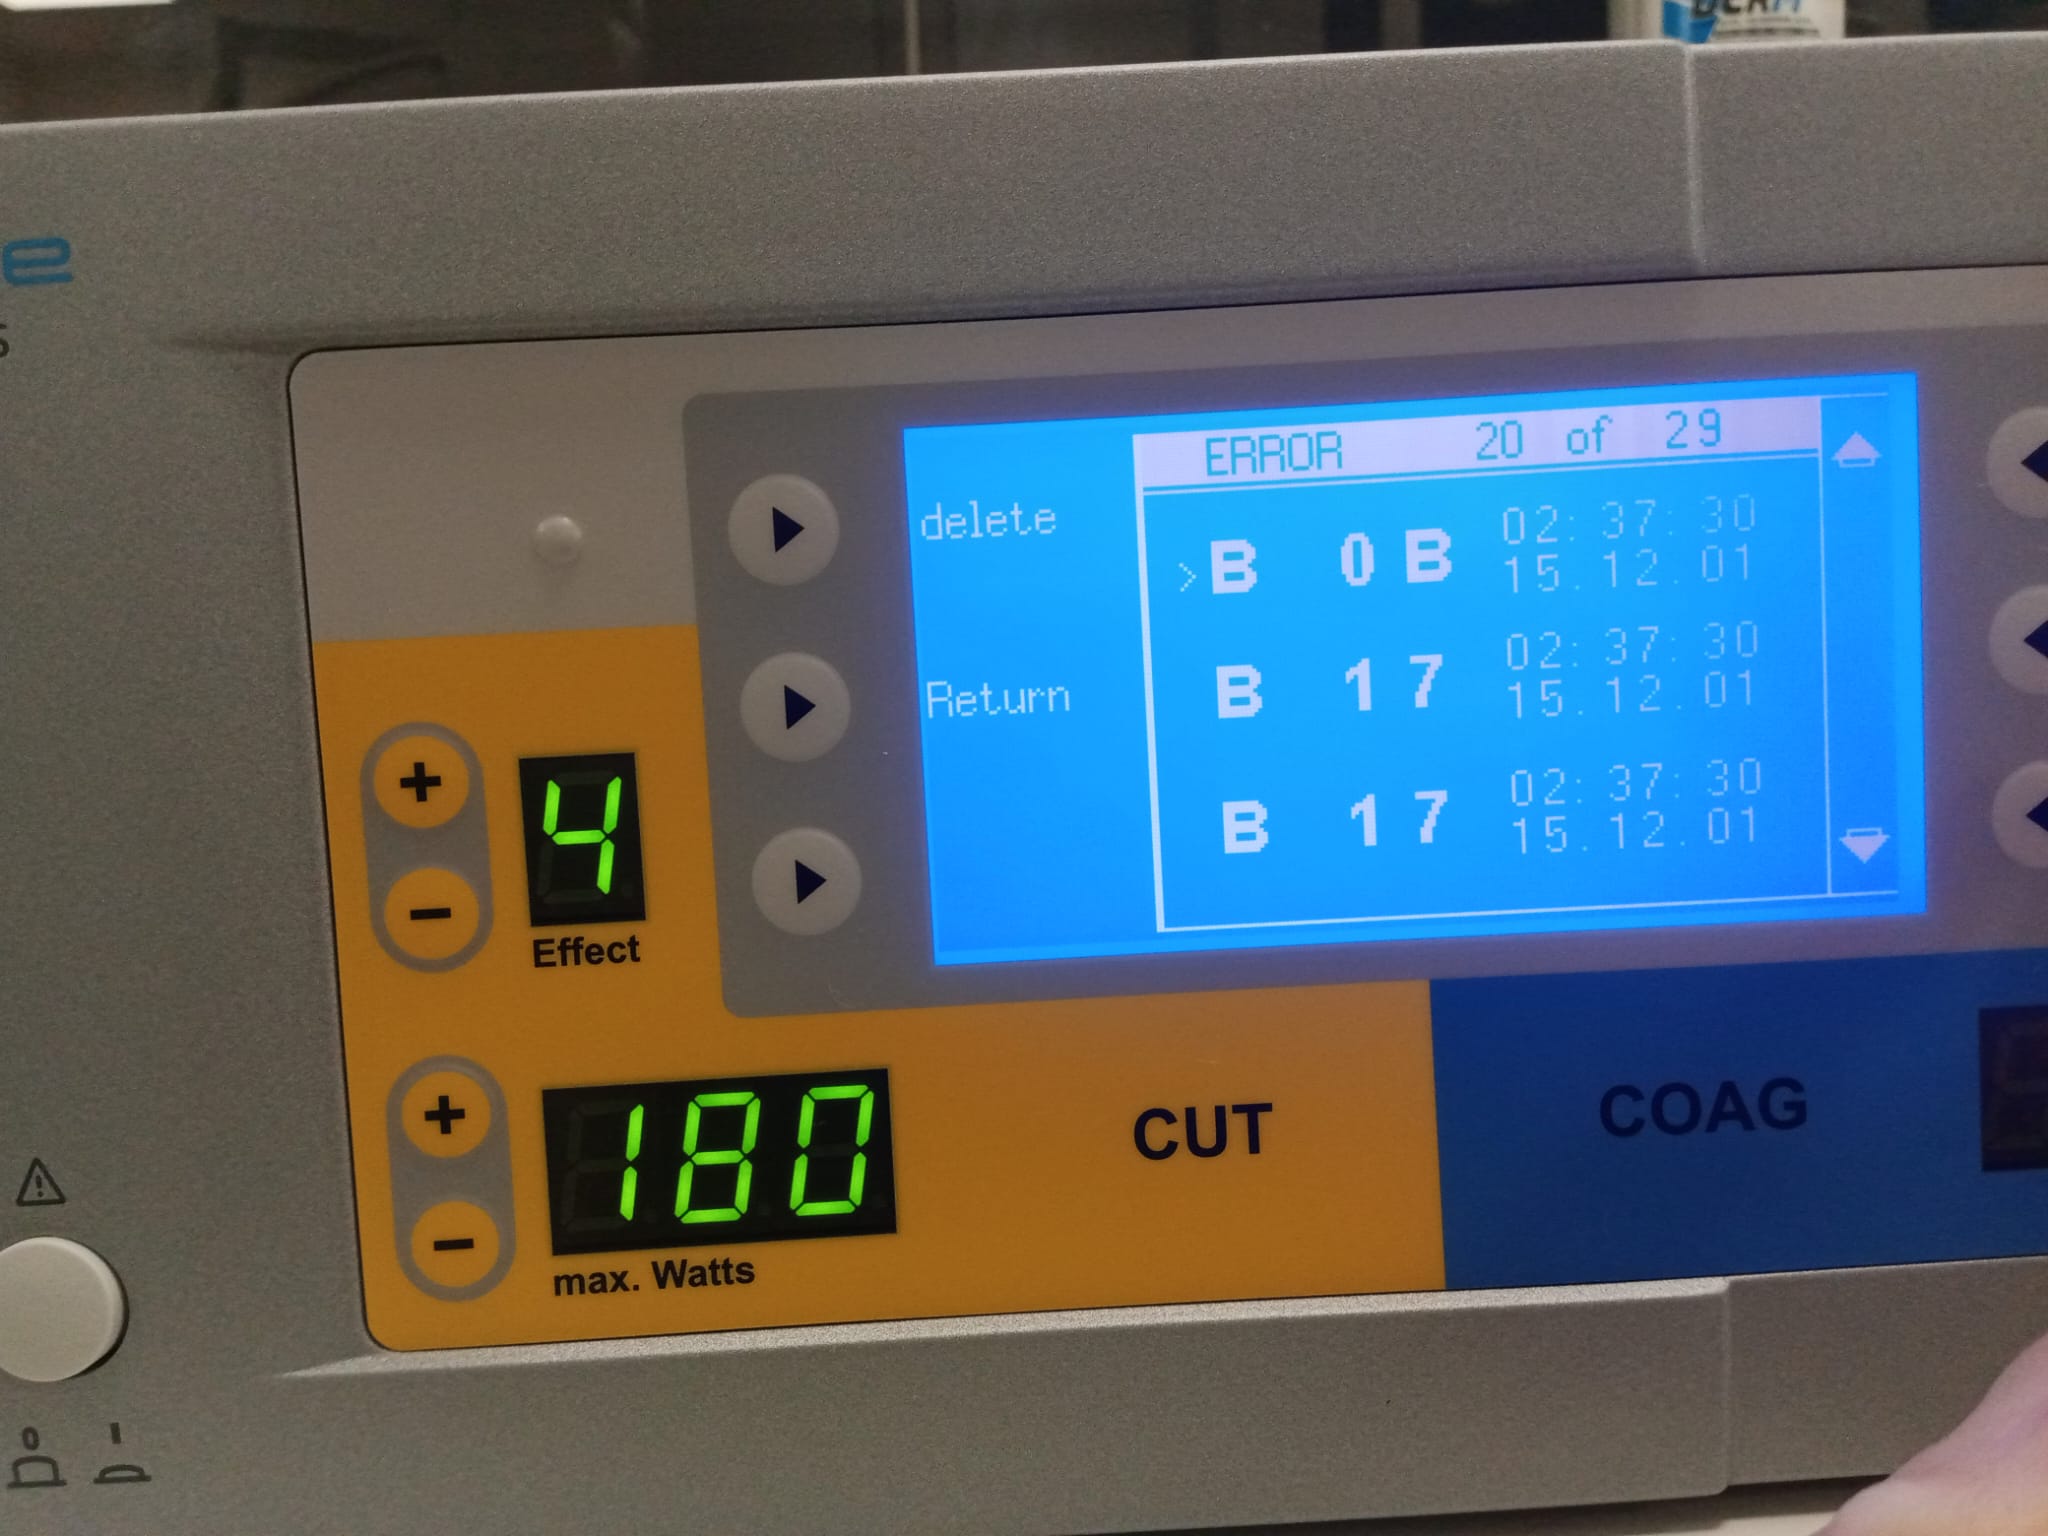 ERROR 20 of 29
delete
>B 0B 02:37:30
15.12.01
Return
B 17 02:37:30
15.12.01
B 17 02:37:30
15.12.01
+
4
−
Effect
+
180
−
max. Watts
CUT
COAG
0 I